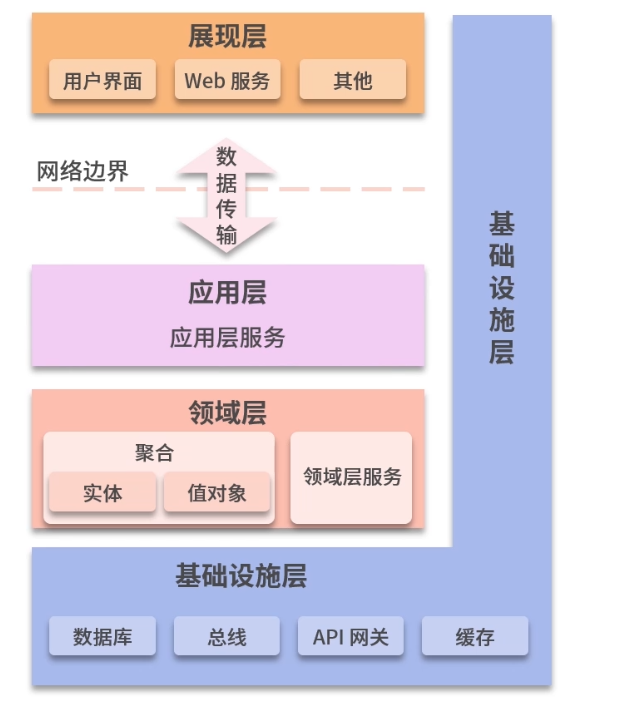 展现层
用户界面
Web 服务
其他
网络边界
数据传输
应用层
应用层服务
领域层
聚合
实体
值对象
领域层服务
基础设施层
基础设施层
数据库
总线
API 网关
缓存